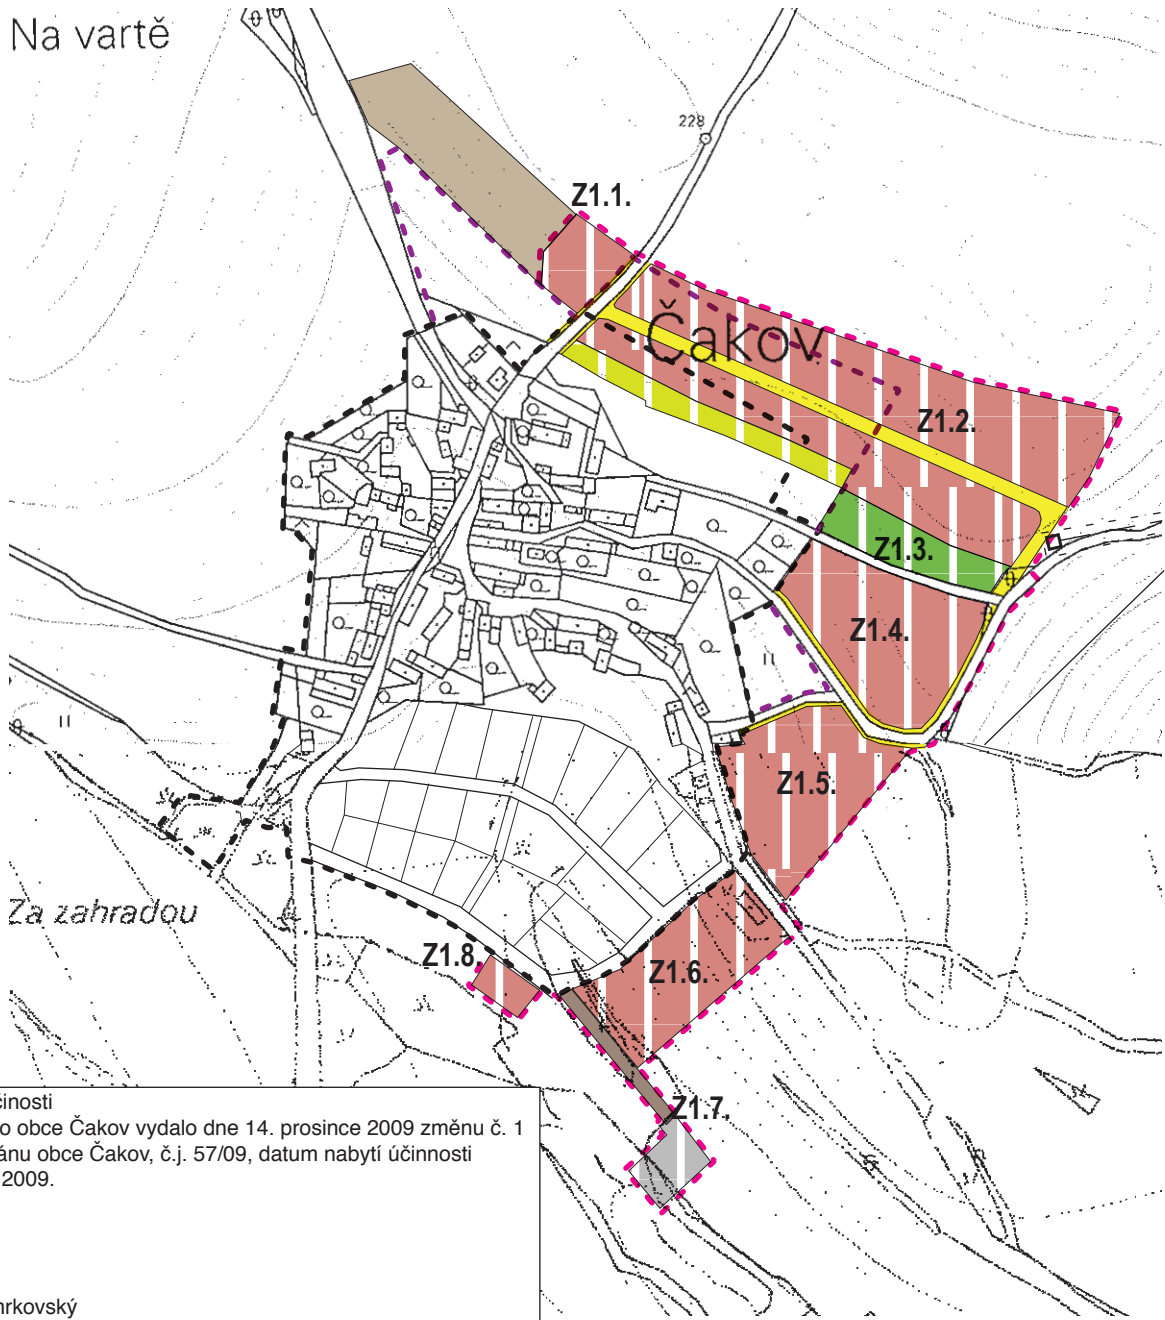 Na vartě
228
Z1.1.
Čakov
Z1.2.
Z1.3.
Z1.4.
Z1.5.
Za zahradou
Z1.8.
Z1.6.
Z1.7.
činosti
o obce Čakov vydalo dne 14. prosince 2009 změnu č. 1
ánu obce Čakov, č.j. 57/09, datum nabytí účinnosti
2009.
nrkovský